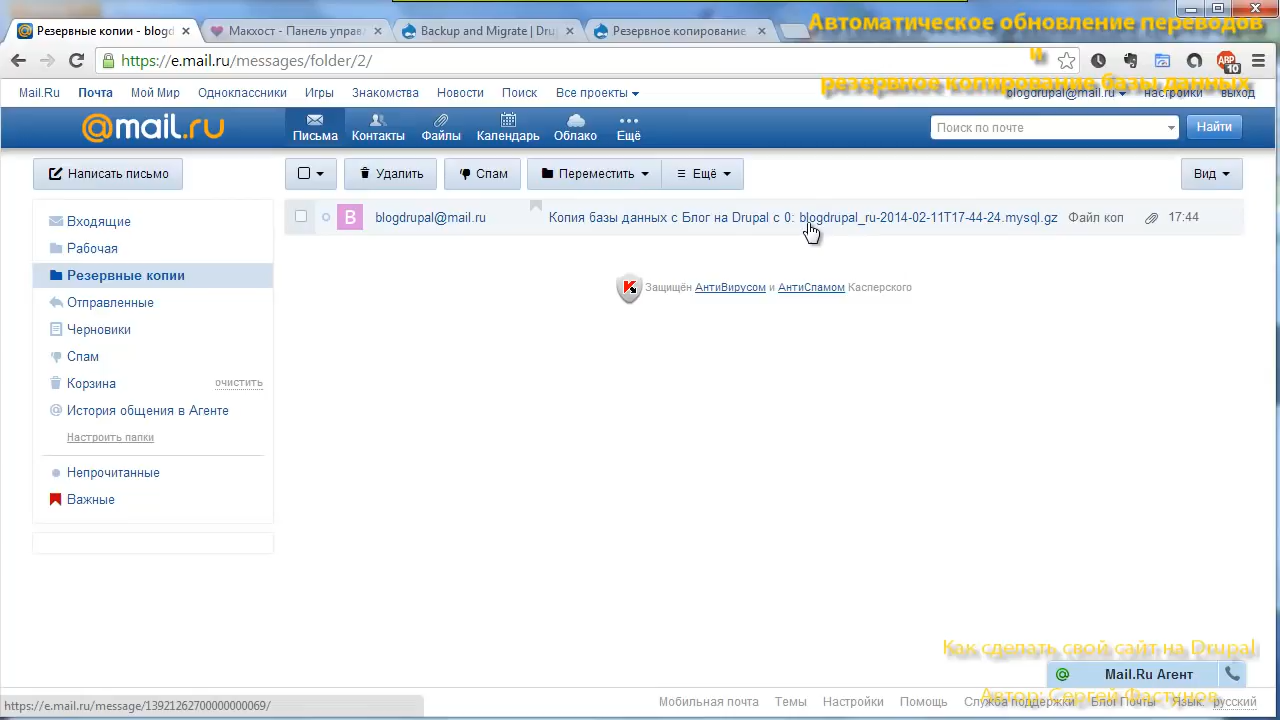 Резервные копии - blogd
Макхост - Панель управ
Backup and Migrate |
Резервное копирование
Автоматическое обновление переводов
и
резервное копирование базы данных
https://e.mail.ru/messages/folder/2/
ABP
10
Mail.Ru Почта Мой Мир Одноклассники Игры Знакомства Новости Поиск Все проекты
blogdrupal@mail.ru настройки выход
@mail.ru
Письма Контакты Файлы Календарь Облако Ещё
Поиск по почте Найти
Написать письмо
Удалить Спам Переместить Ещё Вид
B blogdrupal@mail.ru Копия базы данных с Блог на Drupal с 0: blogdrupal_ru-2014-02-11T17-44-24.mysql.gz Файл коп 17:44
Входящие
Рабочая
Резервные копии
Отправленные
Черновики
Спам
Корзина очистить
История общения в Агенте
Настроить папки
Непрочитанные
Важные
Защищён АнтиВирусом и АнтиСпамом Касперского
Как сделать свой сайт на Drupal
Mail.Ru Агент
Автор: Сергей Фастунов
Мобильная почта Темы Настройки Помощь Служба поддержки Блог Почты Язык: русский
https://e.mail.ru/message/13921262700000000069/